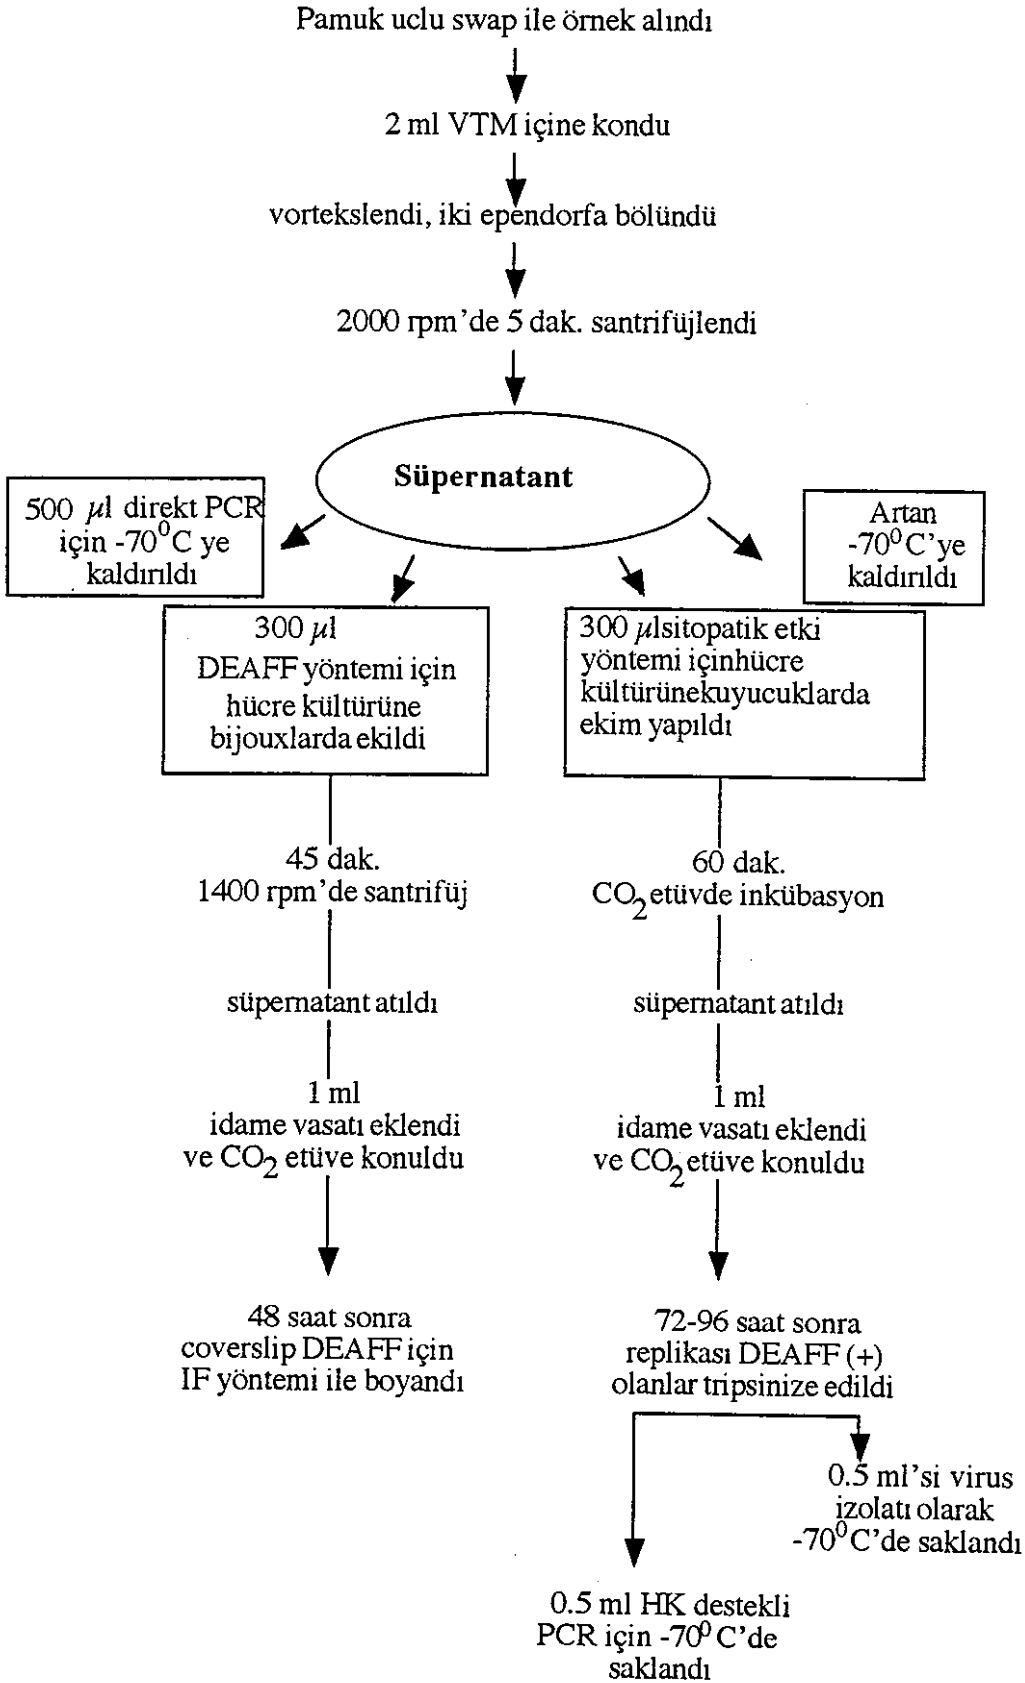 Pamuk uclu swap ile örnek alındı
2 ml VTM içine kondu
vortekslendi, iki ependorfa bölündü
2000 rpm'de 5 dak. santrifüjlendi
Süpernatant
500 µl direkt PCR
için -70⁰C ye
kaldırıldı
Artan
-70⁰C'ye
kaldırıldı
300 µl
DEAFF yöntemi için
hücre kültürüne
bijouxlarda ekildi
300 µlsitopatik etki
yöntemi içinhücre
kültürünekuyucuklarda
ekim yapıldı
45 dak.
1400 rpm'de santrifüj
süpernatant atıldı
1 ml
idame vasatı eklendi
ve CO₂ etüve konuldu
48 saat sonra
coverslip DEAFF için
IF yöntemi ile boyandı
60 dak.
CO₂ etüvde inkübasyon
süpernatant atıldı
1 ml
idame vasatı eklendi
ve CO₂ etüve konuldu
72-96 saat sonra
replikası DEAFF (+)
olanlar tripsinize edildi
0.5 ml'si virus
izolatı olarak
-70⁰C'de saklandı
0.5 ml HK destekli
PCR için -70⁰C'de
saklandı